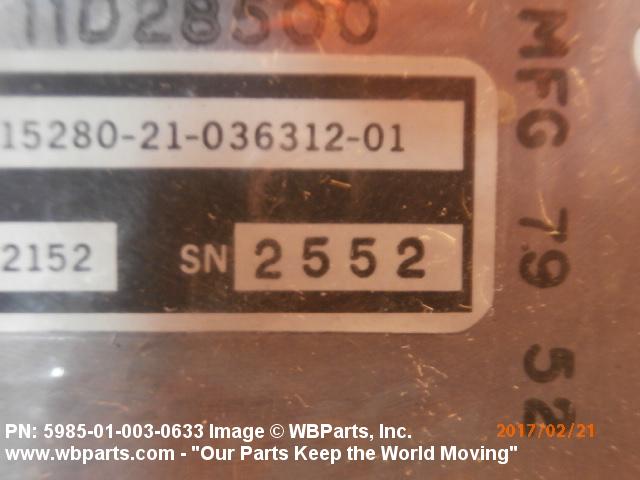 11D28500
15280-21-036312-01
2152 SN 2552
MFG 79 52
PN: 5985-01-003-0633 Image © WBParts, Inc.
2017/02/21
www.wbparts.com - "Our Parts Keep the World Moving"